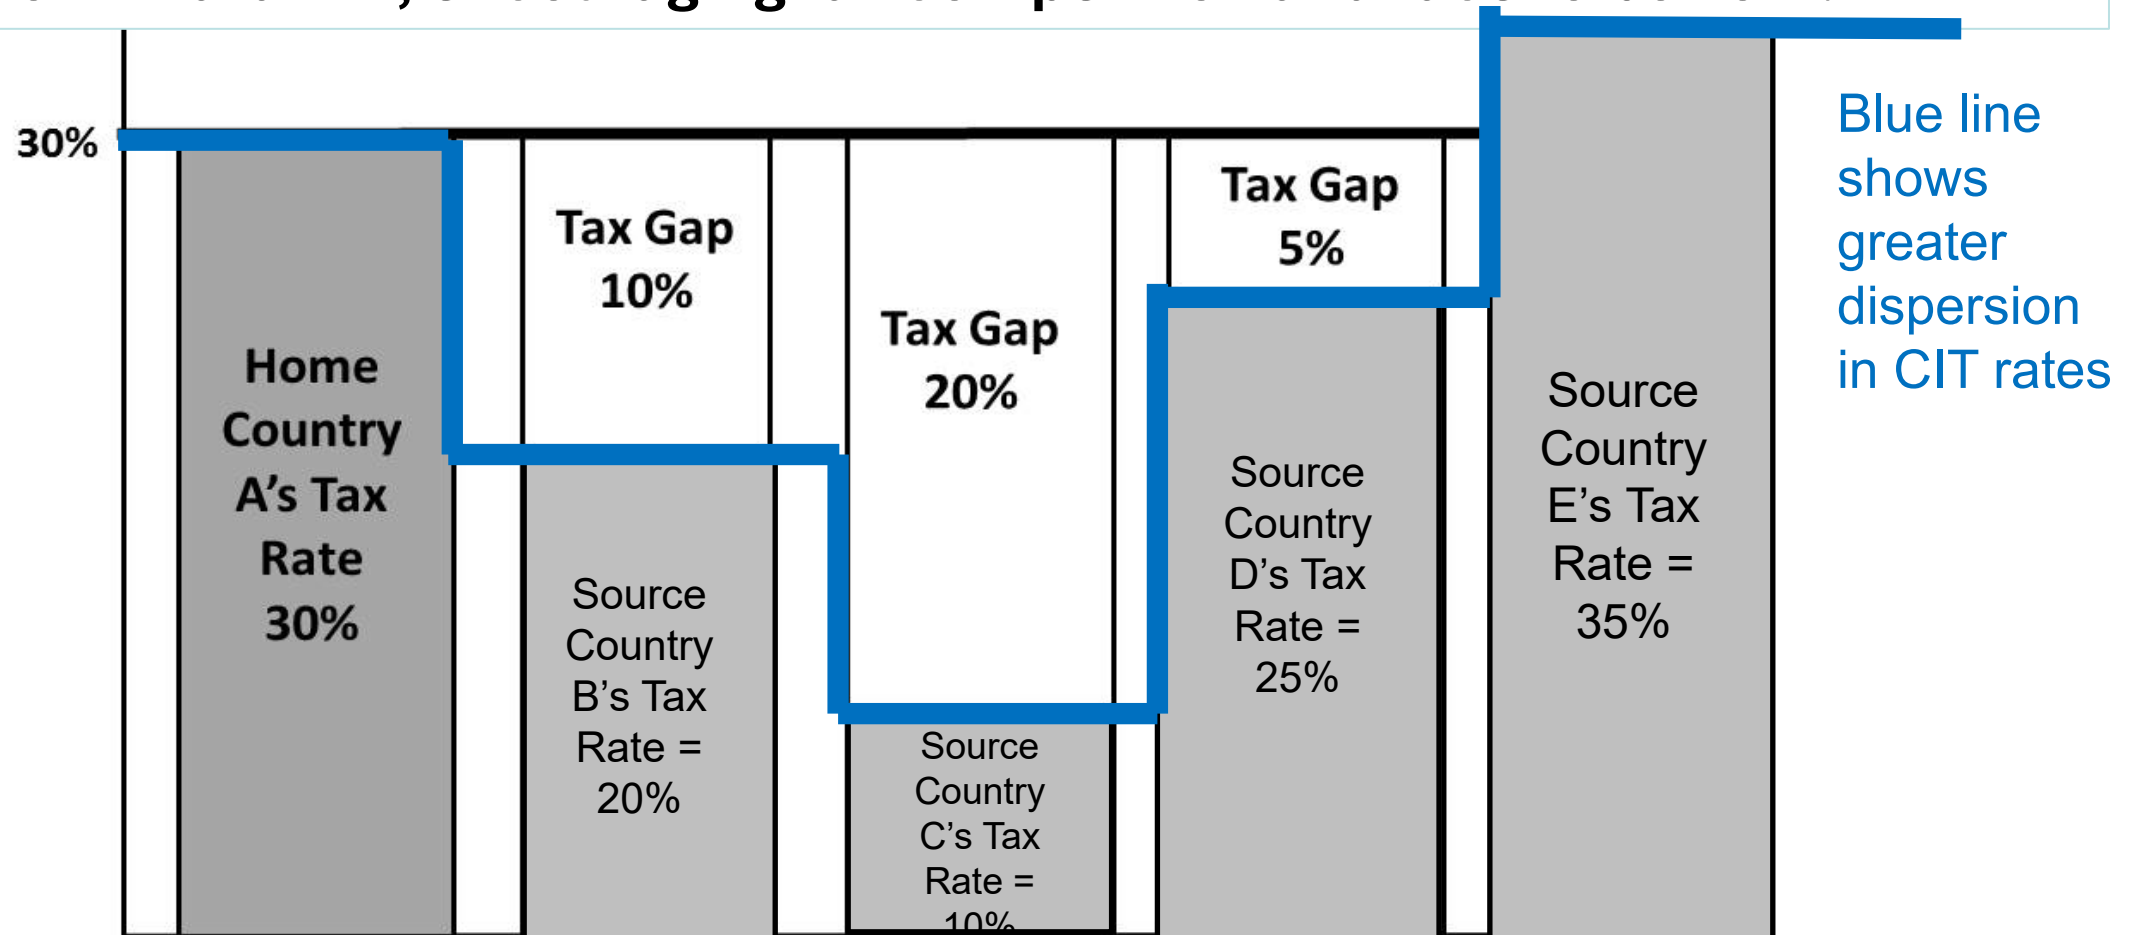 30%
Home
Country
A’s Tax
Rate
30%
Tax Gap
10%
Source
Country
B’s Tax
Rate =
20%
Tax Gap
20%
Source
Country
C’s Tax
Rate =
10%
Tax Gap
5%
Source
Country
D’s Tax
Rate =
25%
Source
Country
E’s Tax
Rate =
35%
Blue line
shows
greater
dispersion
in CIT rates